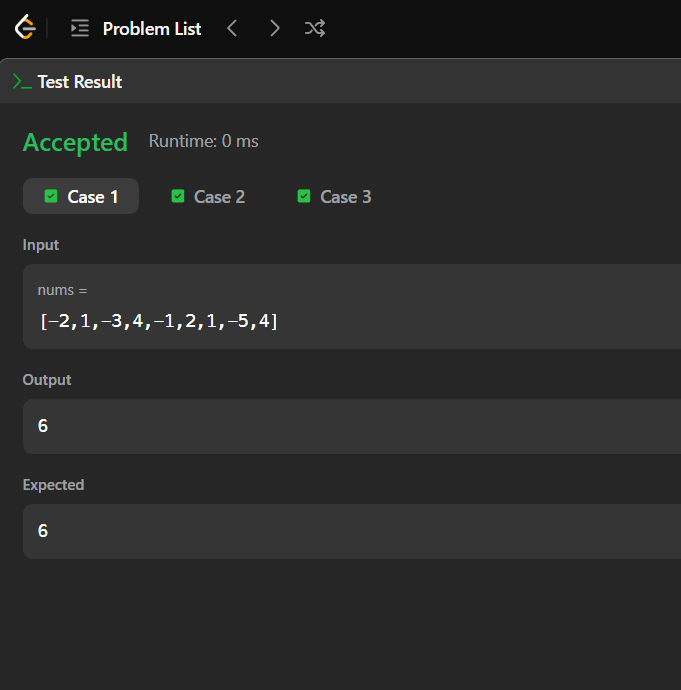 Problem List
Test Result
Accepted Runtime: 0 ms
Case 1 Case 2 Case 3
Input
nums =
[-2,1,-3,4,-1,2,1,-5,4]
Output
6
Expected
6